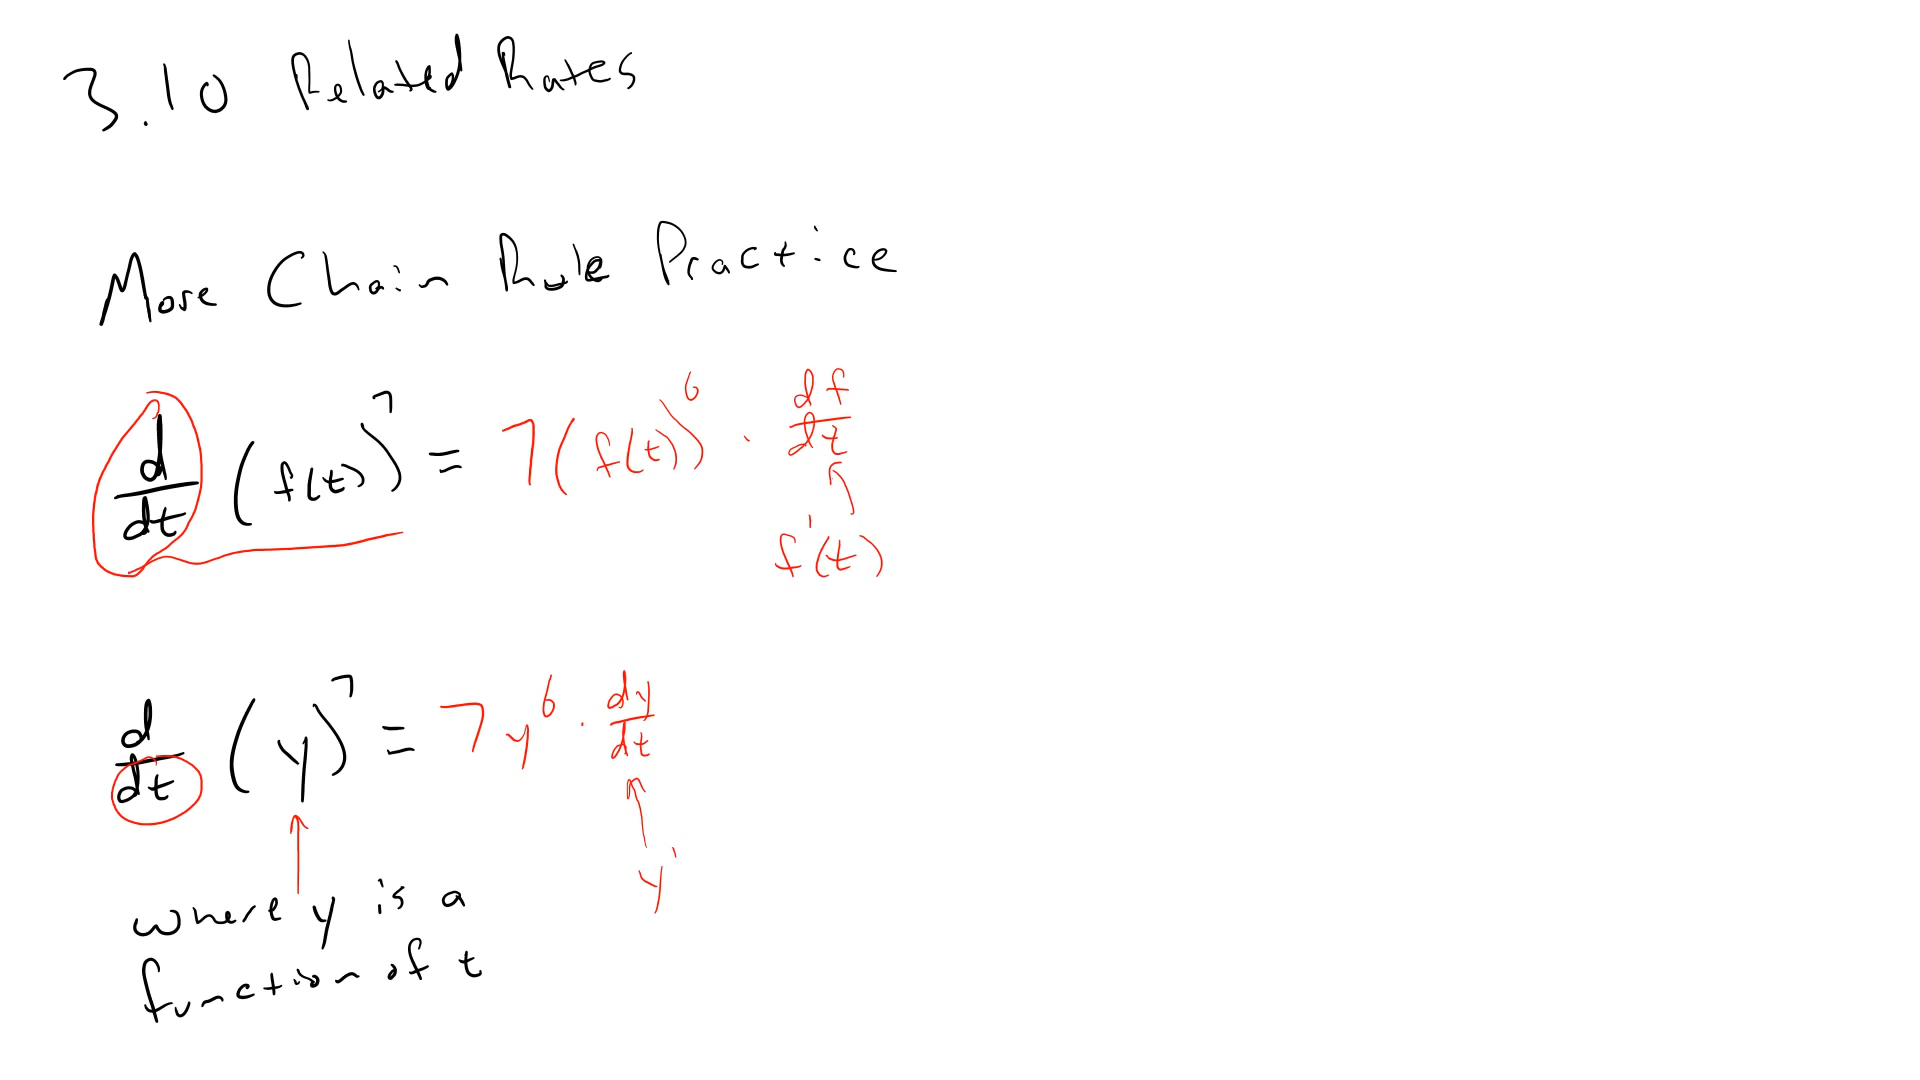 3.10 Related Rates
More Chain Rule Practice
d/dt (f(t))^7 = 7(f(t))^6 · df/dt
f'(t)
d/dt (y)^7 = 7y^6 · dy/dt
y'
where y is a
function of t